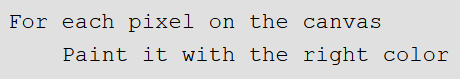 For each pixel on the canvas
    Paint it with the right color